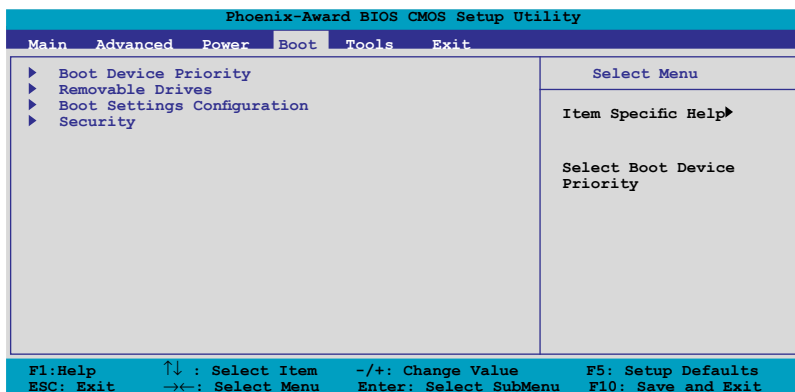 Phoenix-Award BIOS CMOS Setup Utility
Main Advanced Power Boot Tools Exit
Boot Device Priority
Removable Drives
Boot Settings Configuration
Security
Select Menu
Item Specific Help
Select Boot Device
Priority
F1:Help ↑↓ : Select Item -/+: Change Value F5: Setup Defaults
ESC: Exit →←: Select Menu Enter: Select SubMenu F10: Save and Exit